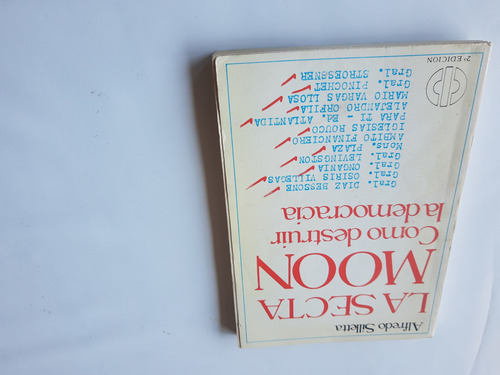 Alfredo Silletta
LA SECTA
MOON
Como destruir
la democracia
DIAZ BESSONE
Gral. OSIRIS VILLEGAS
Gral. ONGANIA
Gral. LEVINGSTON
Mons. PLAZA
AMBITO FINANCIERO
IGLESIAS ROUCO
PARA TI - Ed. ATLANTIDA
ALEJANDRO ORFILA
MARIO VARGAS LLOSA
Gral. PINOCHET
Gral. STROESSNER
2ª EDICION